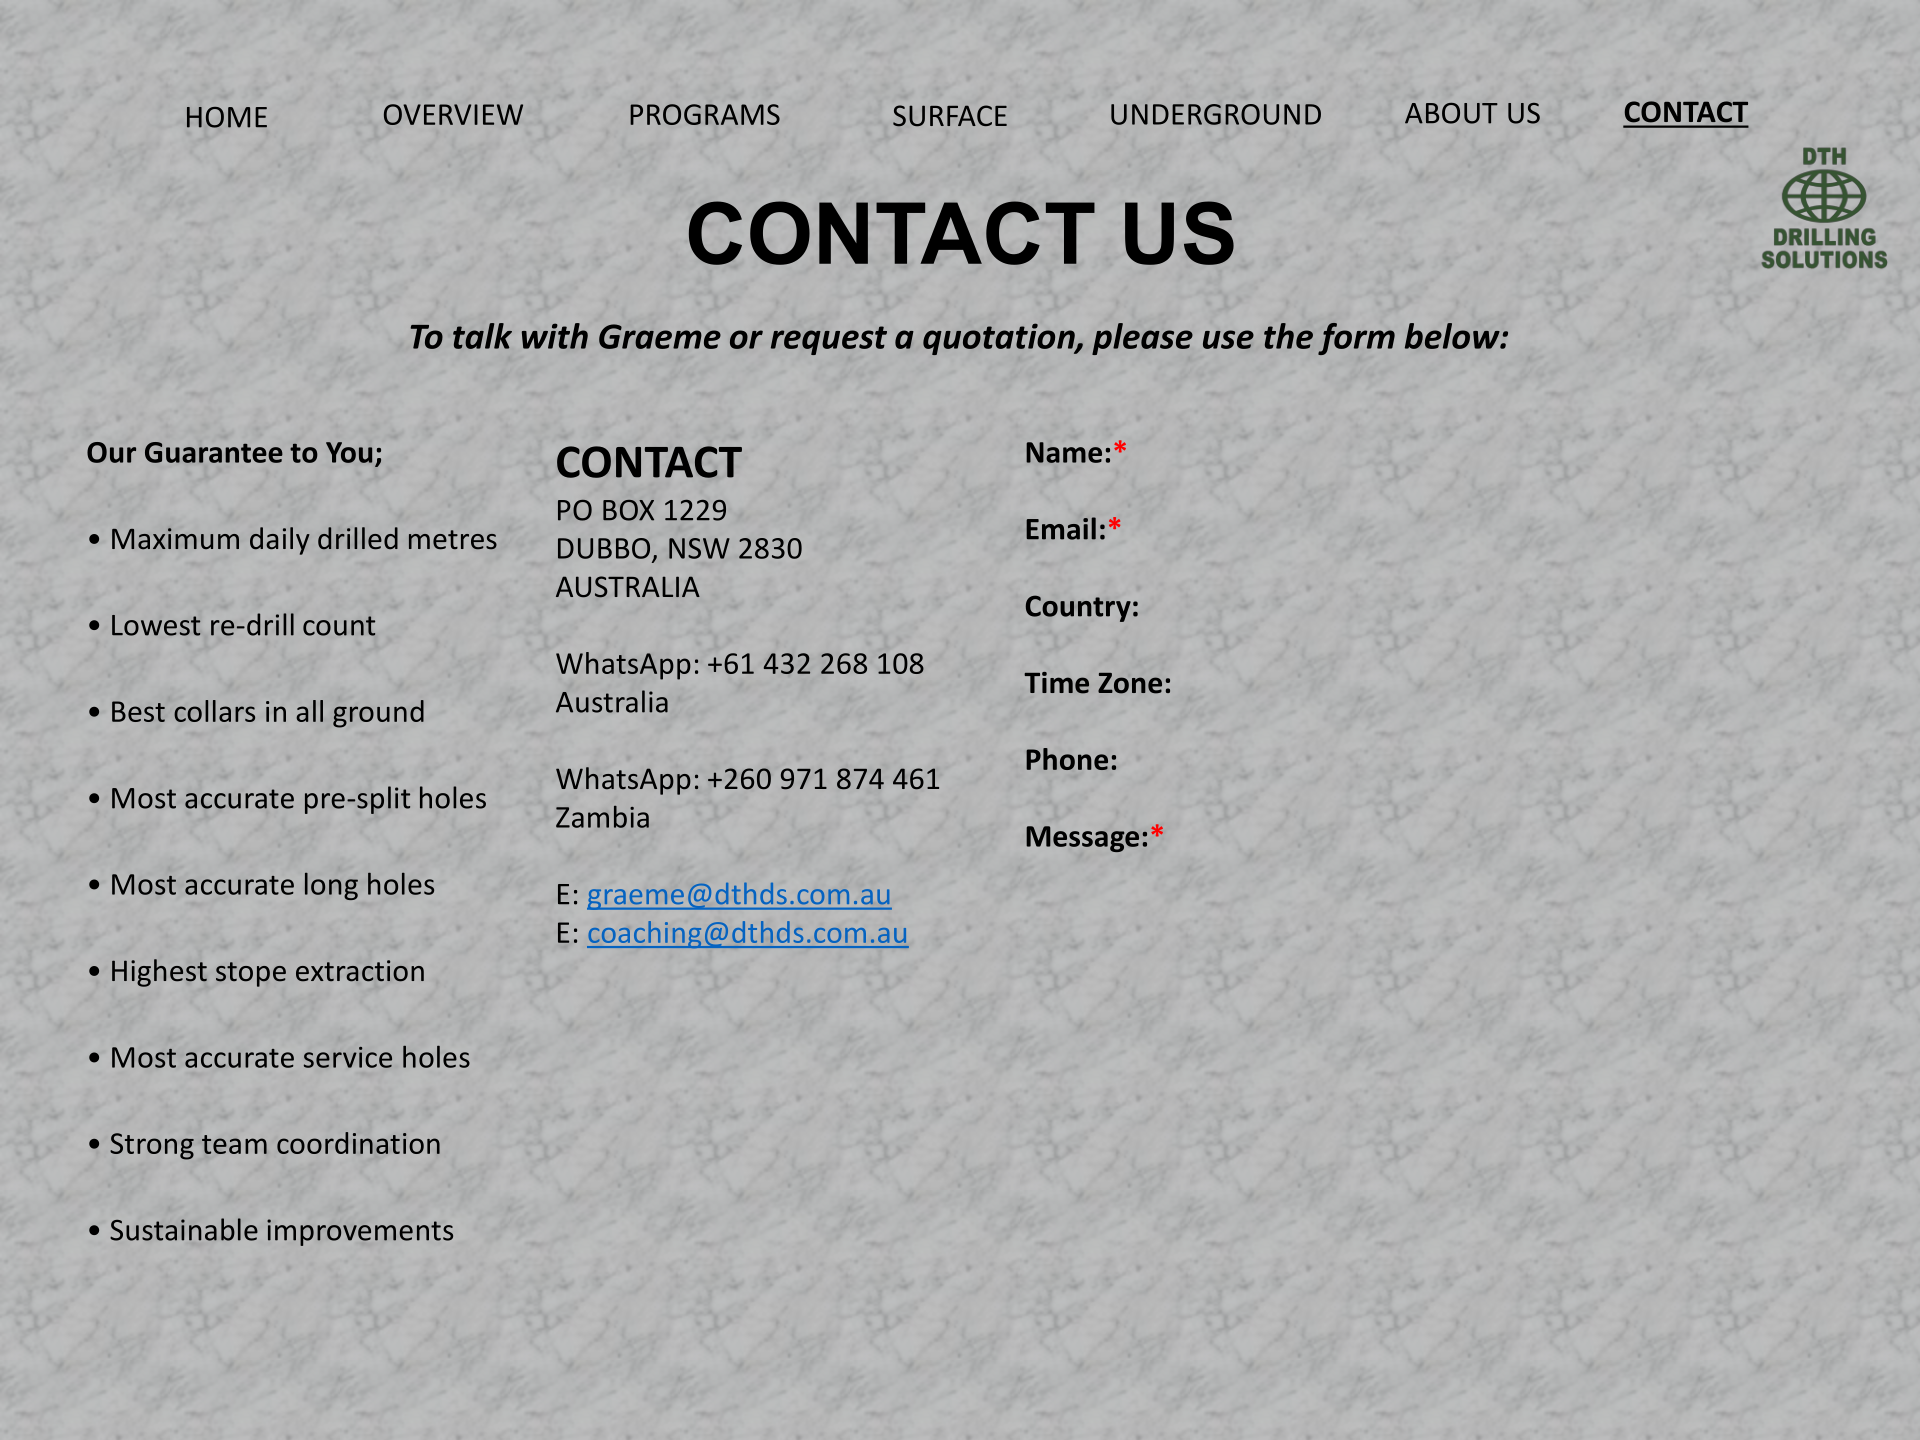 HOME
OVERVIEW
PROGRAMS
SURFACE
UNDERGROUND
ABOUT US
CONTACT
DTH
DRILLING
SOLUTIONS
CONTACT US
To talk with Graeme or request a quotation, please use the form below:
Our Guarantee to You;
• Maximum daily drilled metres
• Lowest re-drill count
• Best collars in all ground
• Most accurate pre-split holes
• Most accurate long holes
• Highest stope extraction
• Most accurate service holes
• Strong team coordination
• Sustainable improvements
CONTACT
PO BOX 1229
DUBBO, NSW 2830
AUSTRALIA
WhatsApp: +61 432 268 108
Australia
WhatsApp: +260 971 874 461
Zambia
E: graeme@dthds.com.au
E: coaching@dthds.com.au
Name:*
Email:*
Country:
Time Zone:
Phone:
Message:*